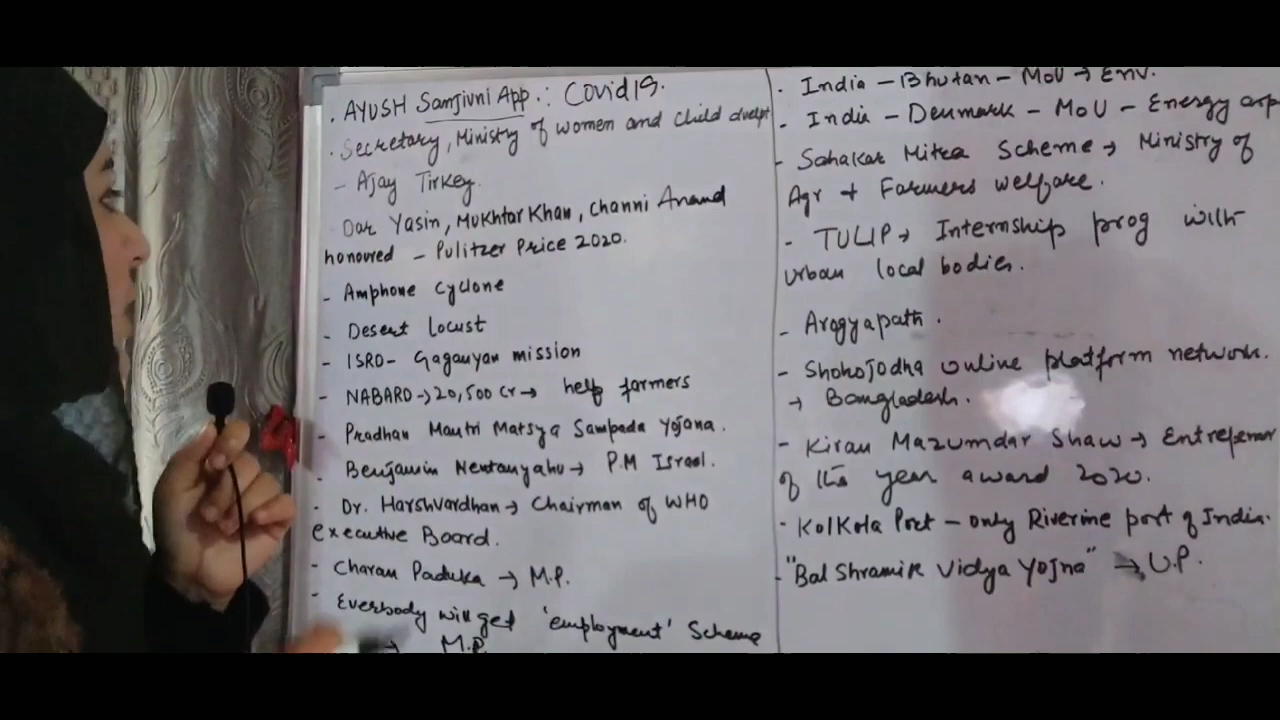 . AYUSH Sanjivni App.: Covid19.
. Secretary, Ministry of women and child dvelpt
- Ajay Tirkey.
Dar Yasin, Mukhtar Khan, Channi Anand
honoured - Pulitzer Price 2020.
- Amphone cyclone
- Desert locust
- ISRO- Gaganyan mission
- NABARD → 20,500 cr → help farmers
- Pradhan Mantri Matsya Sampada Yojana.
. Benjamin Nentanyahu → P.M Israel.
. Dr. Harshvardhan → Chairman of WHO
executive Board.
- Charan Paduka → M.P.
- Everbody will get 'employment' Scheme
→ M.P.
. India - Bhutan - MoU → Env.
. India - Denmark - MoU - Energy
- Sahakar Mitra Scheme → Ministry of
Agr + Farmers welfare.
- TULIP → Internship prog with
urban local bodies.
- Arogyapath.
- Shohojodha online platform network.
→ Bangladesh.
- Kiran Mazumdar Shaw → Entreprenur
of the year award 2020.
. Kolkola Port - only Riverine port of India.
- "Bal Shramik Vidya Yojna" → U.P.